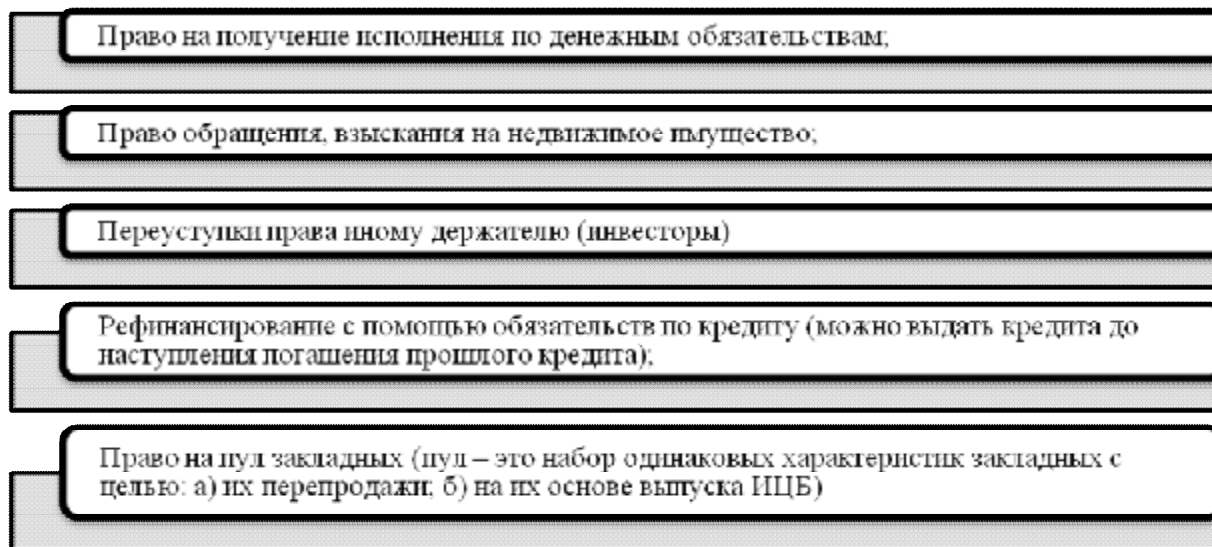 Право на получение исполнения по денежным обязательствам;
Право обращения, взыскания на недвижимое имущество;
Переуступки права иному держателю (инвесторы)
Рефинансирование с помощью обязательств по кредиту (можно выдать кредита до
наступления погашения прошлого кредита);
Право на пул закладных (пул – это набор одинаковых характеристик закладных с
целью: а) их перепродажи; б) на их основе выпуска ИЦБ)